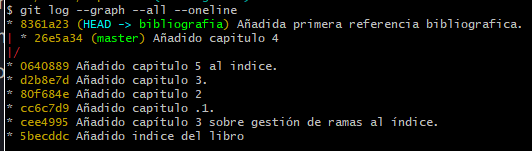 $ git log --graph --all --oneline
* 8361a23 (HEAD -> bibliografia) Añadida primera referencia bibliografica.
| * 26e5a34 (master) Añadido capitulo 4
|/
* 0640889 Añadido capitulo 5 al indice.
* d2b8e7d Añadido capitulo 3.
* 80f684e Añadido capitulo 2
* cc6c7d9 Añadido capitulo .1.
* cee4995 Añadido capítulo 3 sobre gestión de ramas al índice.
* 5becddc Añadido indice del libro